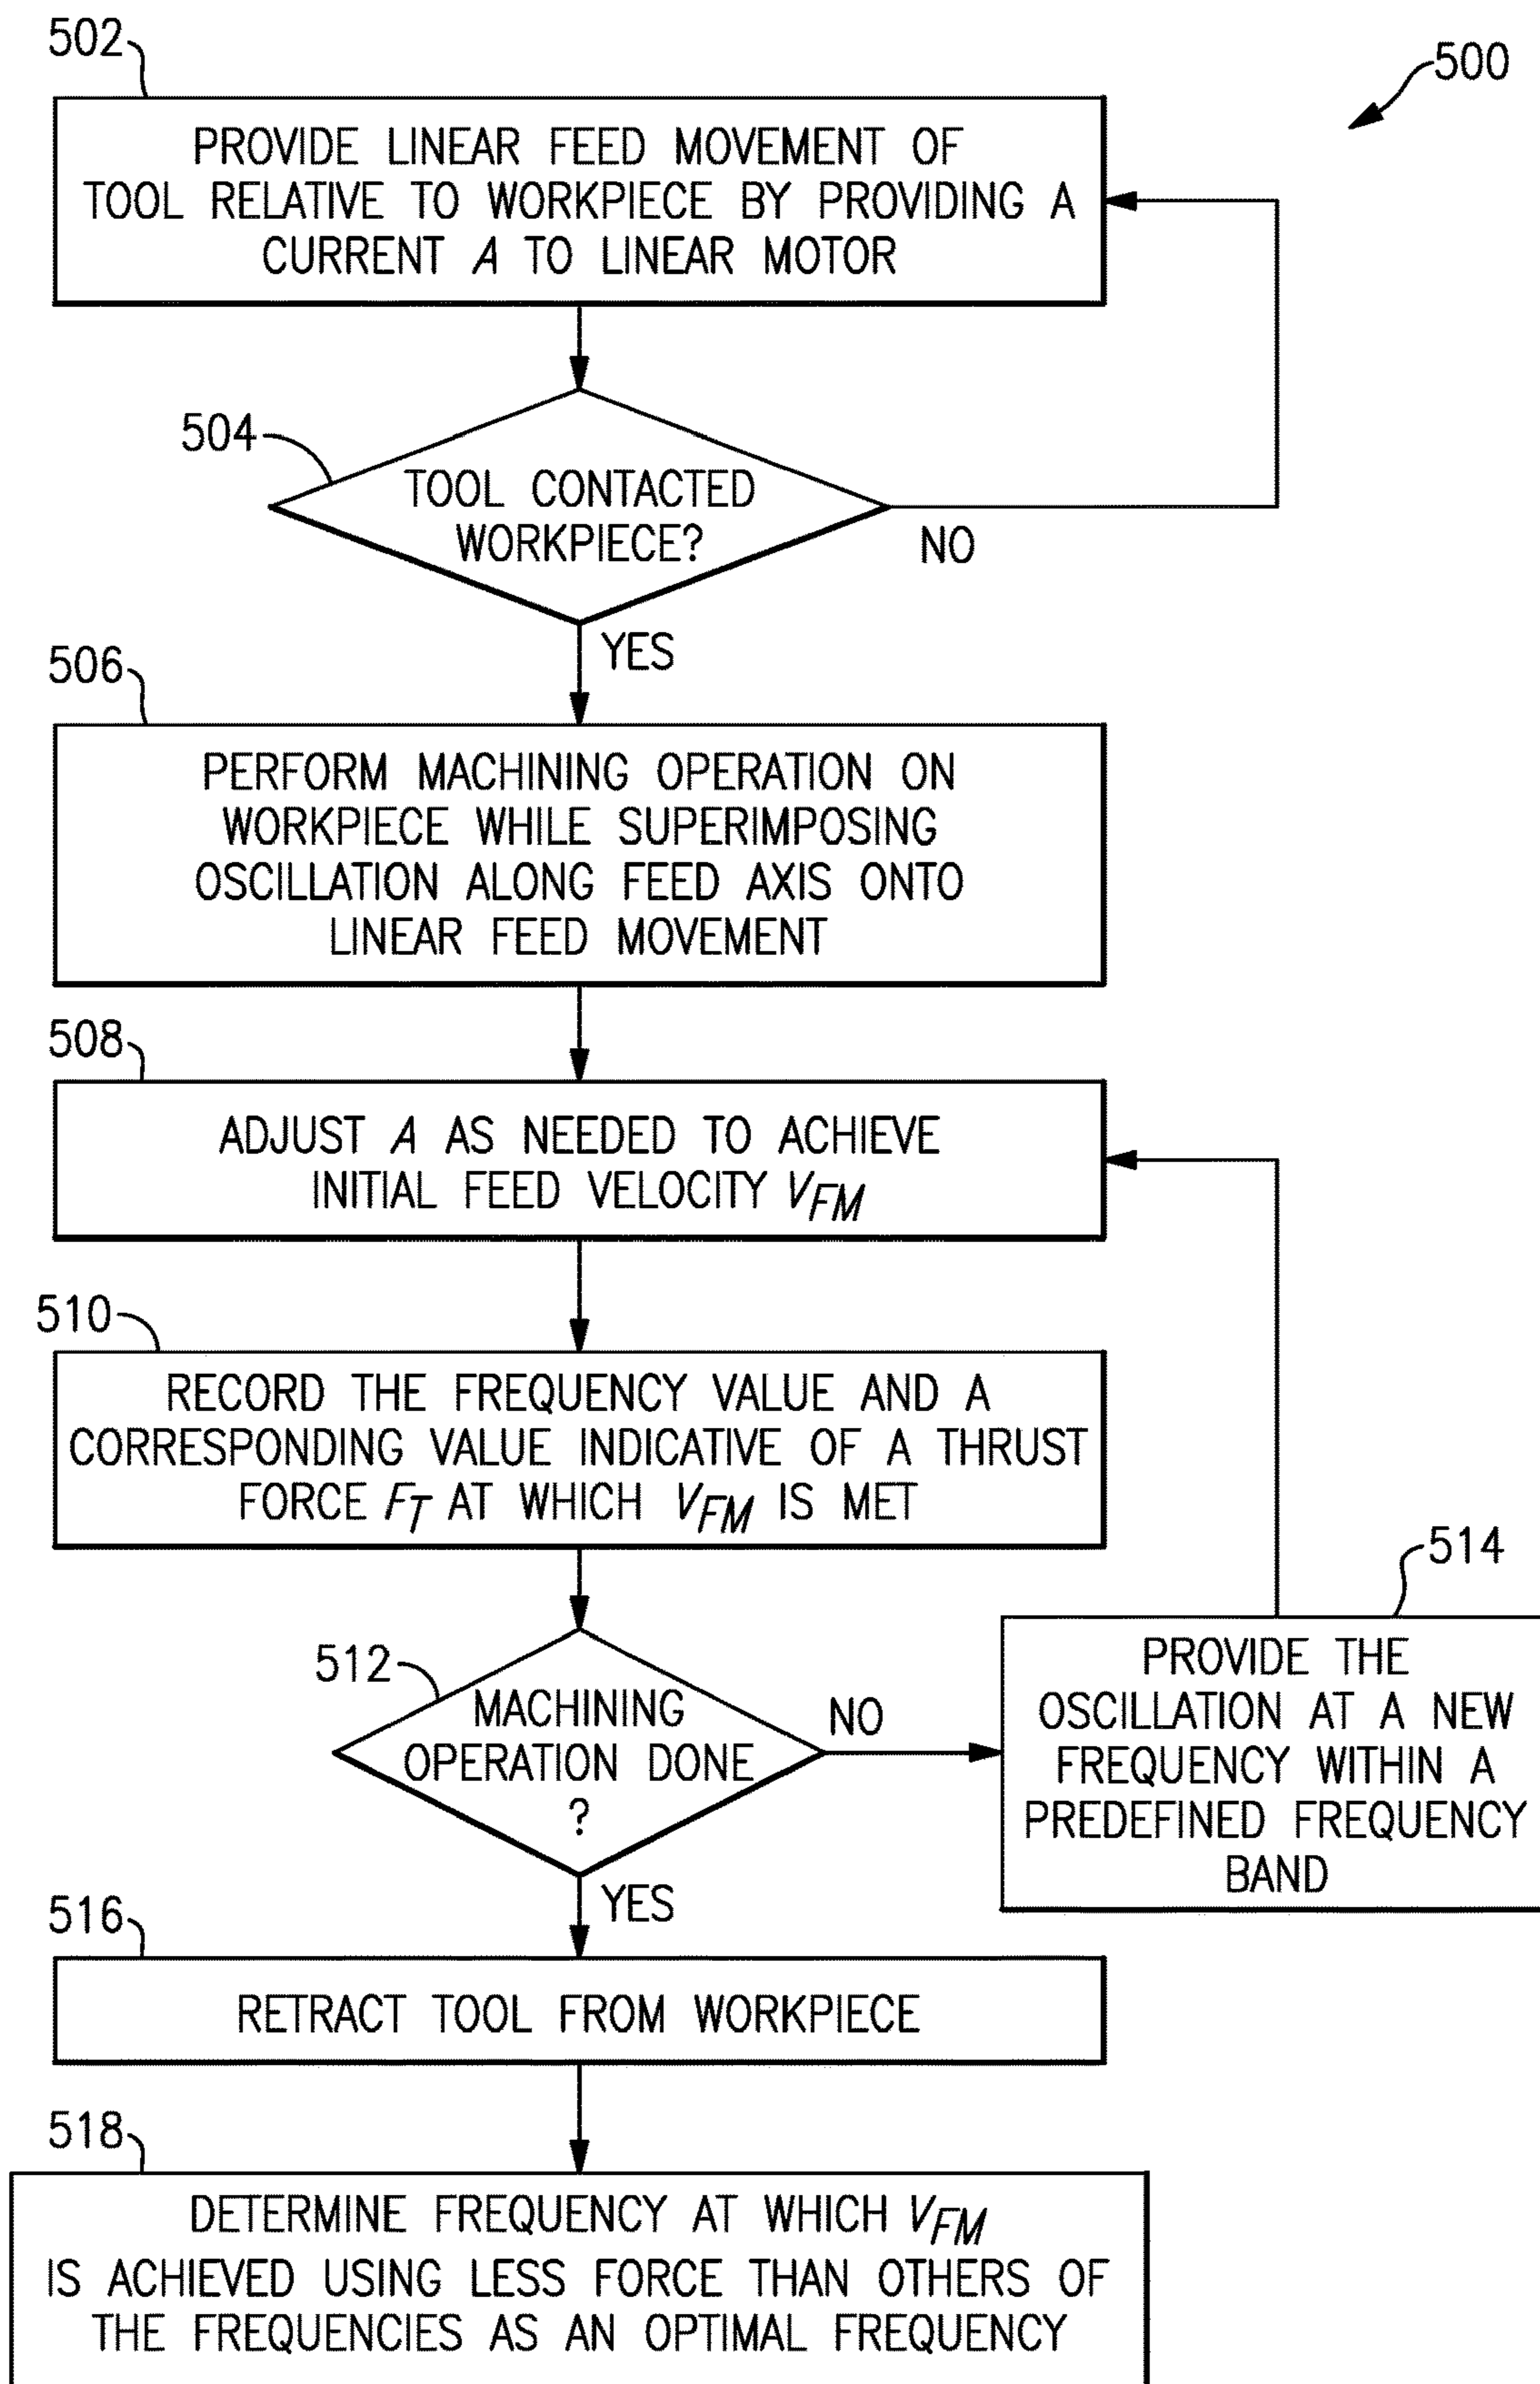 502
500
PROVIDE LINEAR FEED MOVEMENT OF
TOOL RELATIVE TO WORKPIECE BY PROVIDING A
CURRENT A TO LINEAR MOTOR
504
TOOL CONTACTED
WORKPIECE?
NO
YES
506
PERFORM MACHINING OPERATION ON
WORKPIECE WHILE SUPERIMPOSING
OSCILLATION ALONG FEED AXIS ONTO
LINEAR FEED MOVEMENT
508
ADJUST A AS NEEDED TO ACHIEVE
INITIAL FEED VELOCITY VFM
510
RECORD THE FREQUENCY VALUE AND A
CORRESPONDING VALUE INDICATIVE OF A THRUST
FORCE FT AT WHICH VFM IS MET
512
MACHINING
OPERATION DONE
?
NO
514
PROVIDE THE
OSCILLATION AT A NEW
FREQUENCY WITHIN A
PREDEFINED FREQUENCY
BAND
YES
516
RETRACT TOOL FROM WORKPIECE
518
DETERMINE FREQUENCY AT WHICH VFM
IS ACHIEVED USING LESS FORCE THAN OTHERS OF
THE FREQUENCIES AS AN OPTIMAL FREQUENCY